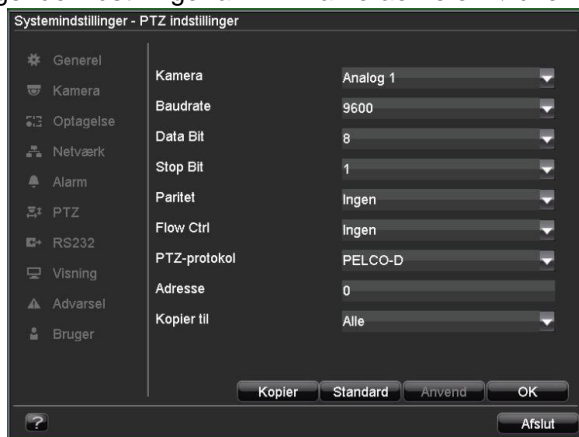 Systemindstillinger - PTZ indstillinger
Generel
Kamera
Optagelse
Netværk
Alarm
PTZ
RS232
Visning
Advarsel
Bruger
Kamera Analog 1
Baudrate 9600
Data Bit 8
Stop Bit 1
Paritet Ingen
Flow Ctrl Ingen
PTZ-protokol PELCO-D
Adresse 0
Kopier til Alle
Kopier Standard Anvend OK
? Afslut